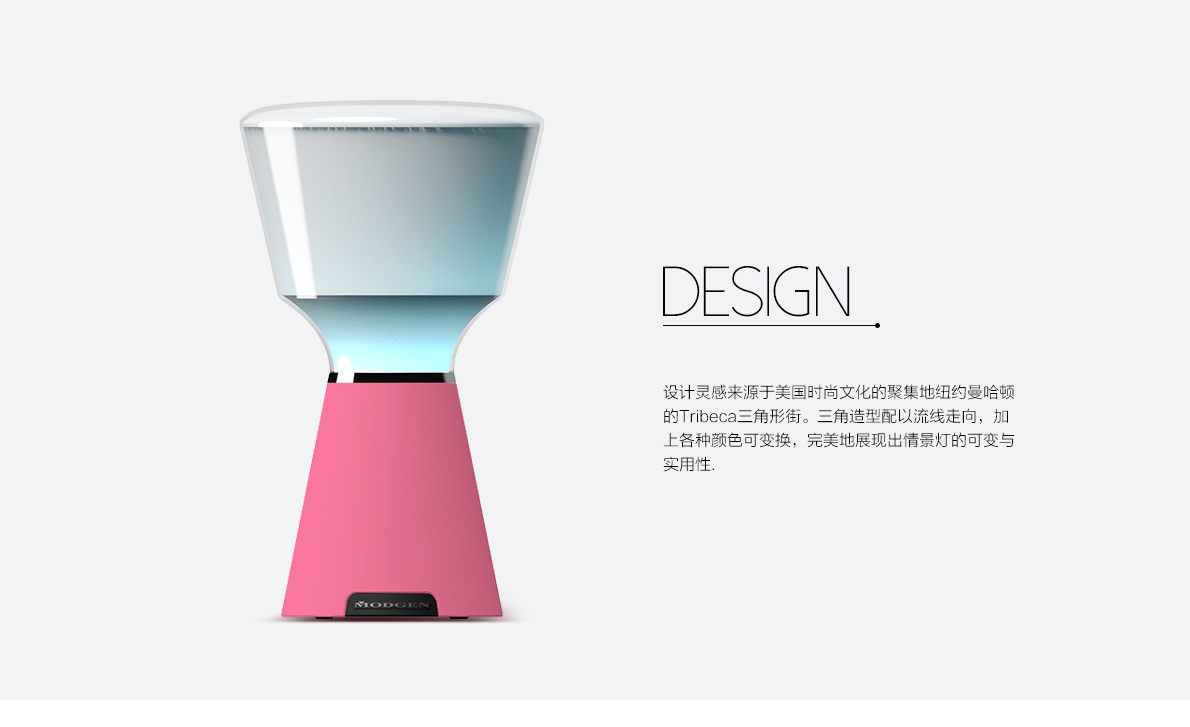 DESIGN
设计灵感来源于美国时尚文化的聚集地纽约曼哈顿
的Tribeca三角形街。三角造型配以流线走向，加
上各种颜色可变换，完美地展现出情景灯的可变与
实用性.
MODGEN